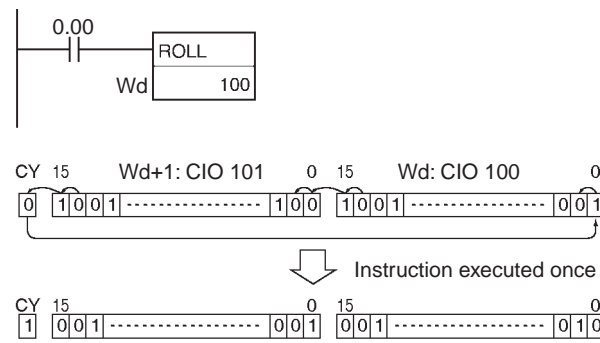 0.00
ROLL
Wd 100
CY 15 Wd+1: CIO 101 0 15 Wd: CIO 100 0
0 1 0 0 1 1 0 0 1 0 0 1 0 0 1
Instruction executed once
CY 15 0 15 0
1 0 0 1 0 0 1 0 0 1 0 1 0